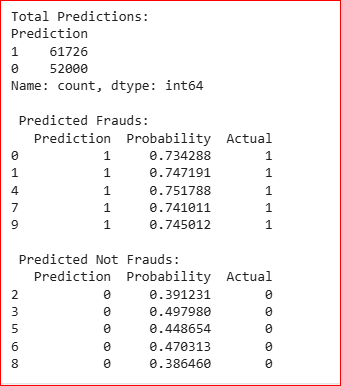 Total Predictions:
Prediction
1    61726
0    52000
Name: count, dtype: int64

 Predicted Frauds:
   Prediction  Probability  Actual
0           1     0.734288       1
1           1     0.747191       1
4           1     0.751788       1
7           1     0.741011       1
9           1     0.745012       1

 Predicted Not Frauds:
   Prediction  Probability  Actual
2           0     0.391231       0
3           0     0.497980       0
5           0     0.448654       0
6           0     0.470313       0
8           0     0.386460       0